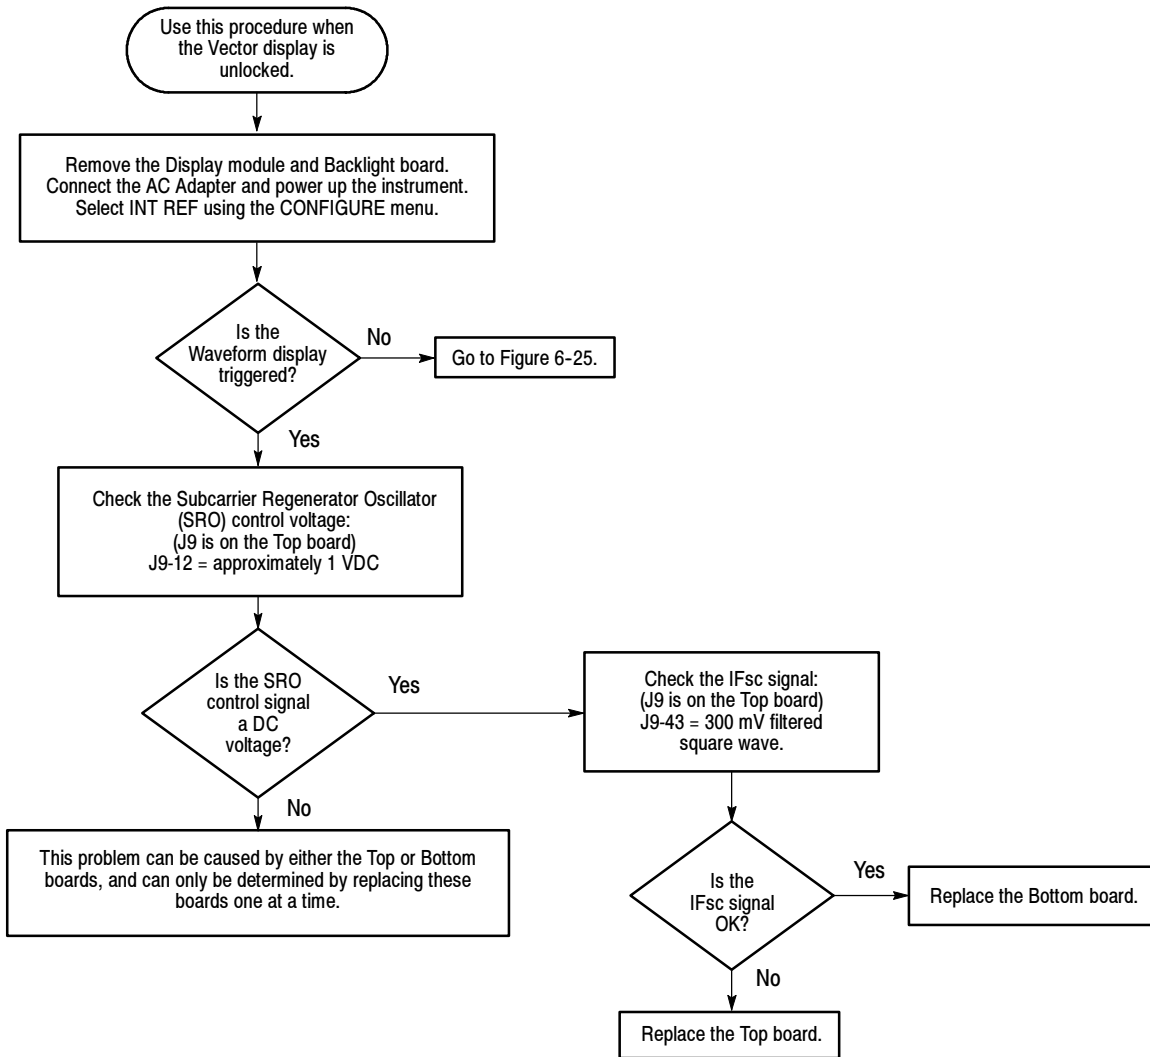 Use this procedure when
the Vector display is
unlocked.
Remove the Display module and Backlight board.
Connect the AC Adapter and power up the instrument.
Select INT REF using the CONFIGURE menu.
Is the
Waveform display
triggered?
No
Go to Figure 6-25.
Yes
Check the Subcarrier Regenerator Oscillator
(SRO) control voltage:
(J9 is on the Top board)
J9-12 = approximately 1 VDC
Is the SRO
control signal
a DC
voltage?
Yes
Check the IFsc signal:
(J9 is on the Top board)
J9-43 = 300 mV filtered
square wave.
No
This problem can be caused by either the Top or Bottom
boards, and can only be determined by replacing these
boards one at a time.
Is the
IFsc signal
OK?
Yes
Replace the Bottom board.
No
Replace the Top board.